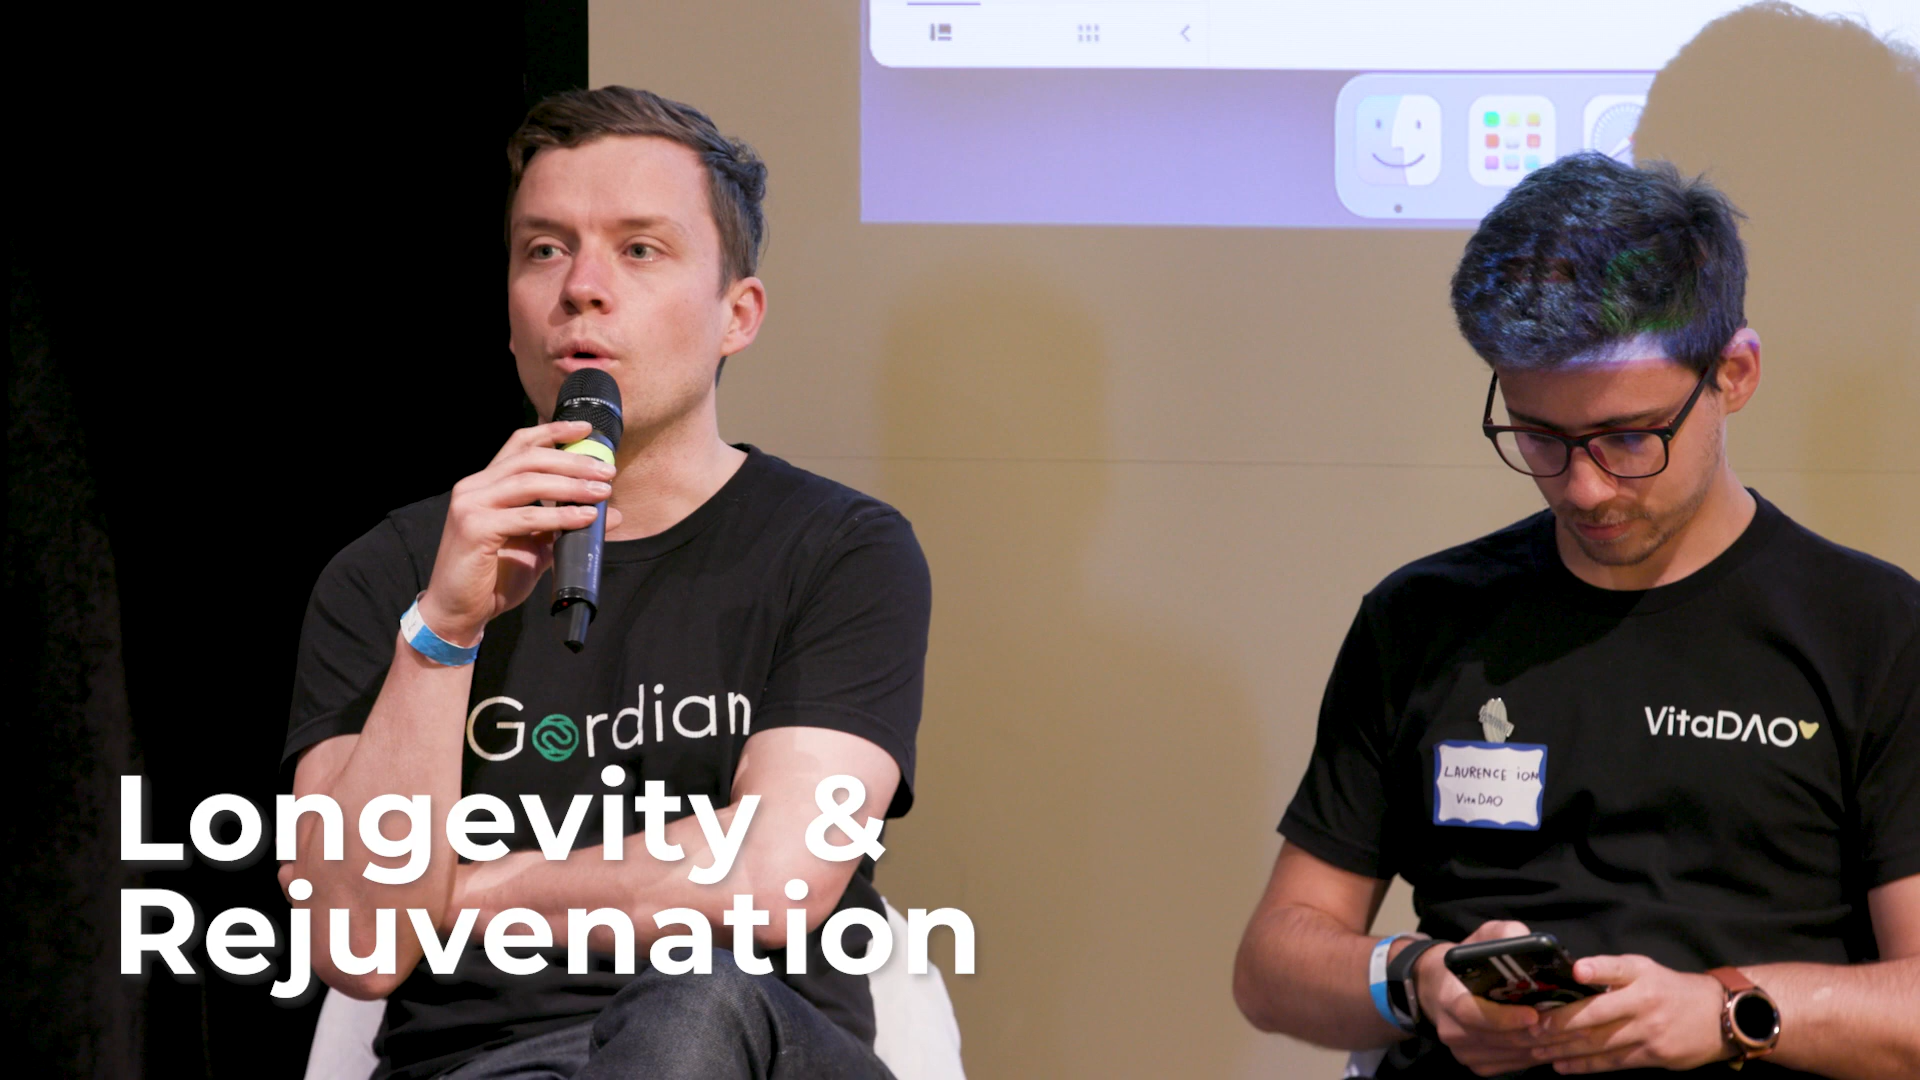 Gordian
VitaDAO
LAURENCE ION
VitaDAO
Longevity &
Rejuvenation